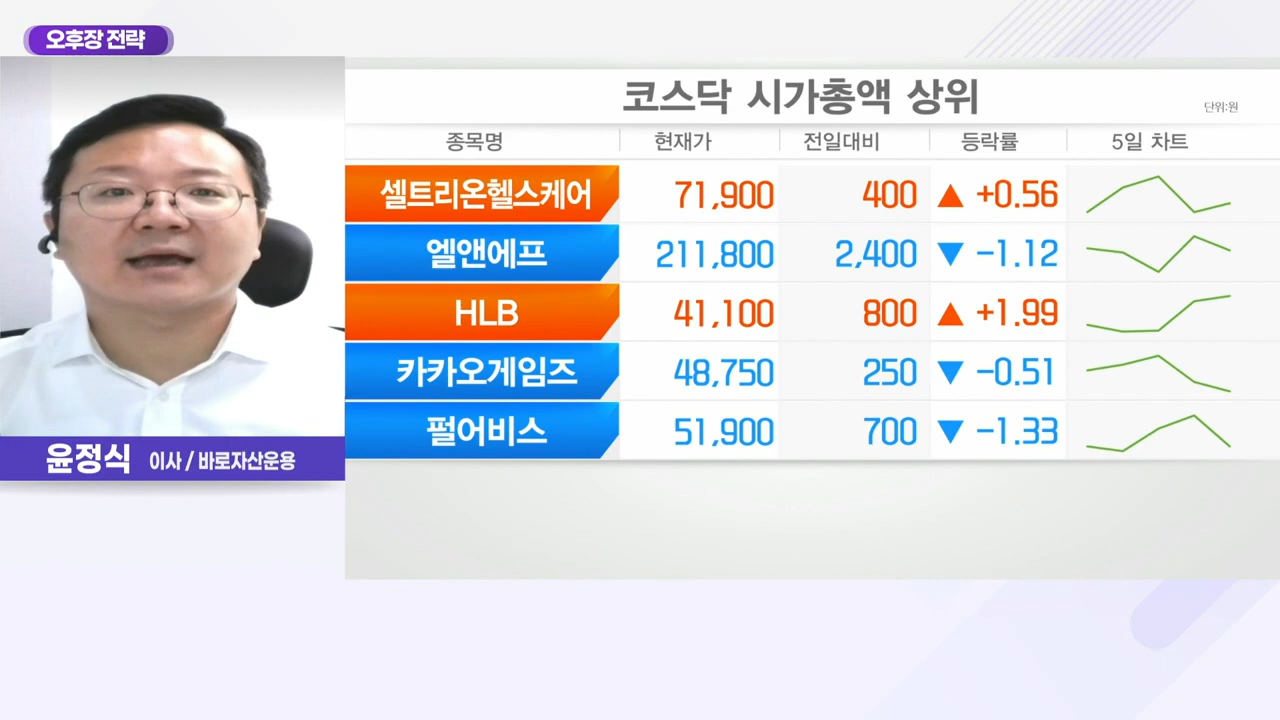 오후장 전략
코스닥 시가총액 상위
단위:원
종목명 현재가 전일대비 등락률 5일 차트
셀트리온헬스케어 71,900 400 ▲ +0.56
엘앤에프 211,800 2,400 ▼ -1.12
HLB 41,100 800 ▲ +1.99
카카오게임즈 48,750 250 ▼ -0.51
펄어비스 51,900 700 ▼ -1.33
윤정식 이사 / 바로자산운용